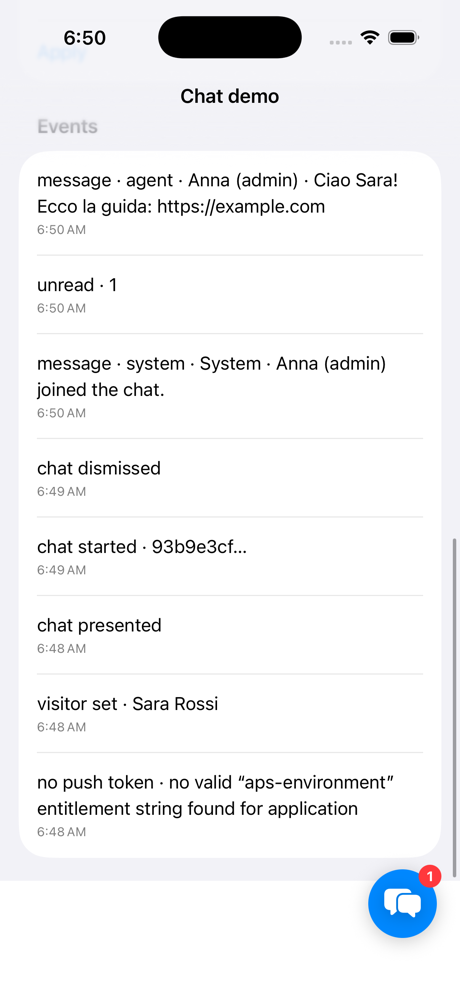 6:50
Apply
Chat demo
Events
message · agent · Anna (admin) · Ciao Sara!
Ecco la guida: https://example.com
6:50 AM
unread · 1
6:50 AM
message · system · System · Anna (admin)
joined the chat.
6:50 AM
chat dismissed
6:49 AM
chat started · 93b9e3cf...
6:49 AM
chat presented
6:48 AM
visitor set · Sara Rossi
6:48 AM
no push token · no valid “aps-environment”
entitlement string found for application
6:48 AM
1